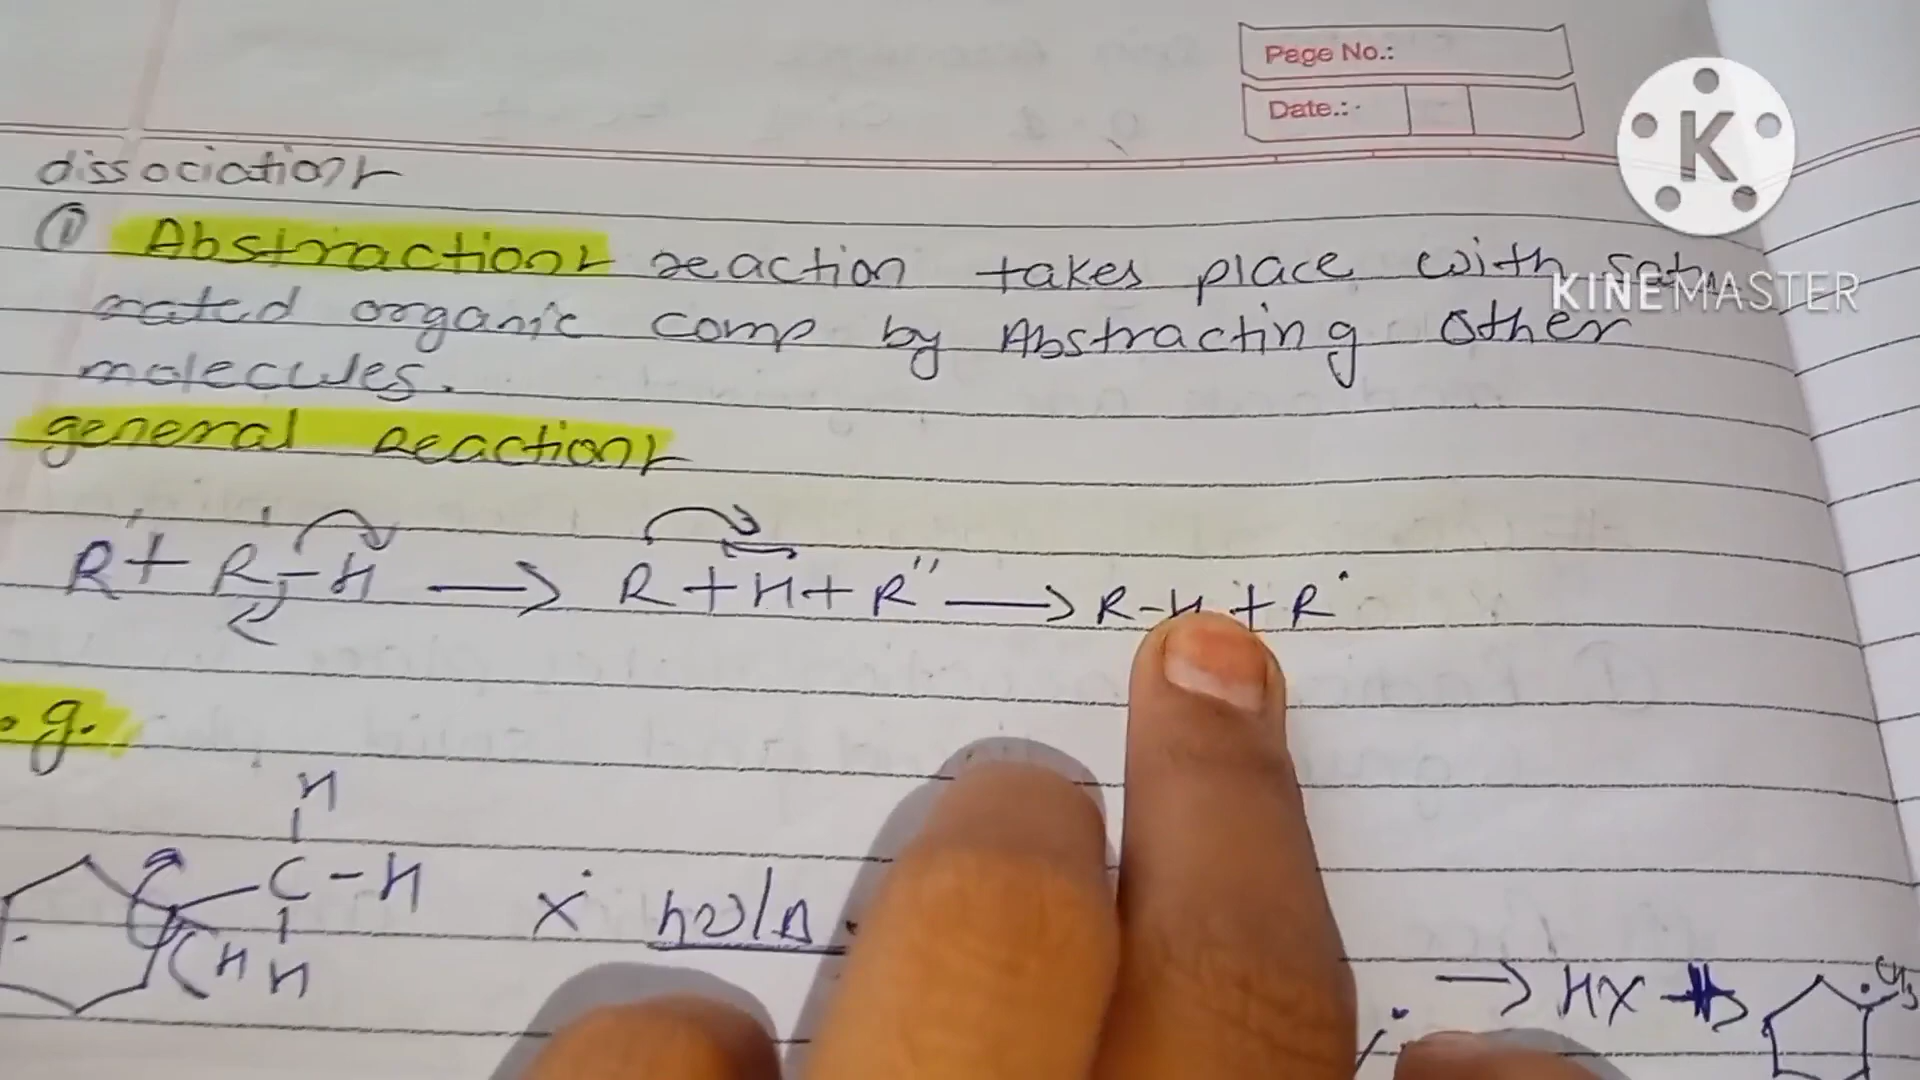 Page No.:
Date.:
K
KINEMASTER
dissociation
① Abstraction reaction takes place with satu
rated organic comp by Abstracting other
molecules.
general Reaction
R + R - H → R + H + R'' → R-H + R˙
.g.
H
C - H
H
H
X˙ hν/Δ
→ HX +
CH3